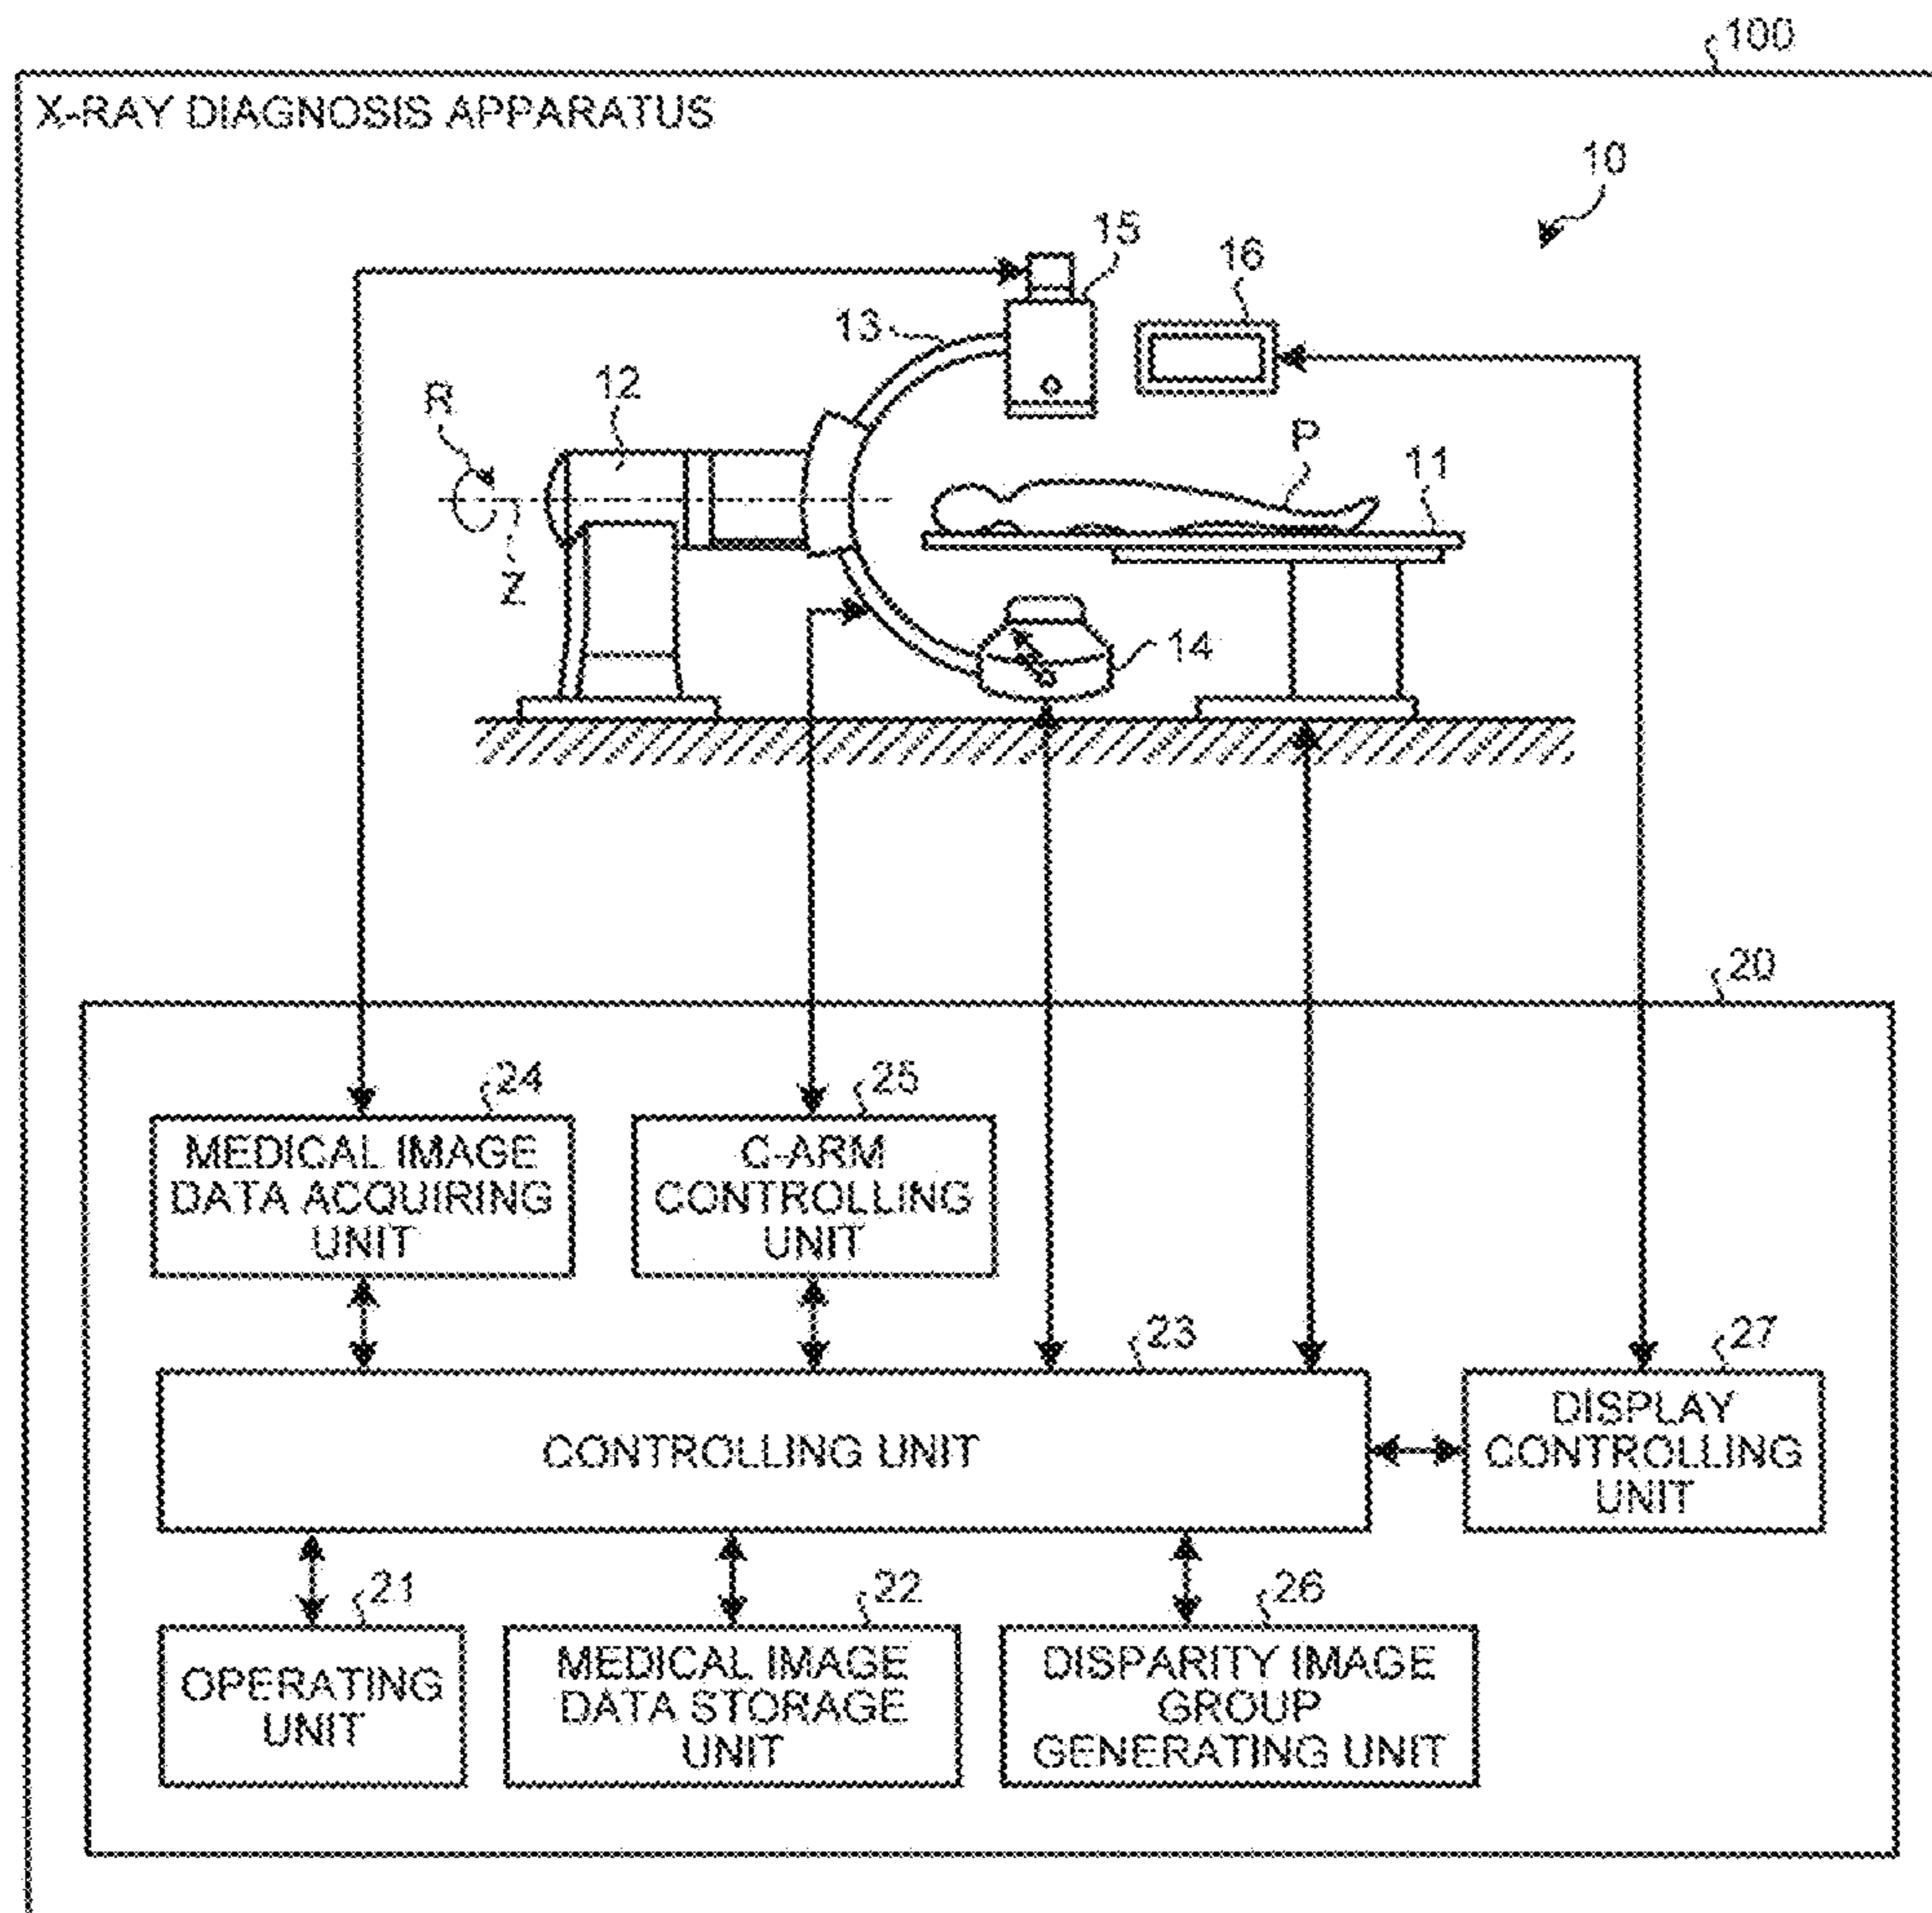 100
X-RAY DIAGNOSIS APPARATUS
10
15
16
13
12
R
P
11
Z
14
20
24
25
MEDICAL IMAGE
DATA ACQUIRING
UNIT
C-ARM
CONTROLLING
UNIT
23
27
CONTROLLING UNIT
DISPLAY
CONTROLLING
UNIT
21
22
26
OPERATING
UNIT
MEDICAL IMAGE
DATA STORAGE
UNIT
DISPARITY IMAGE
GROUP
GENERATING UNIT